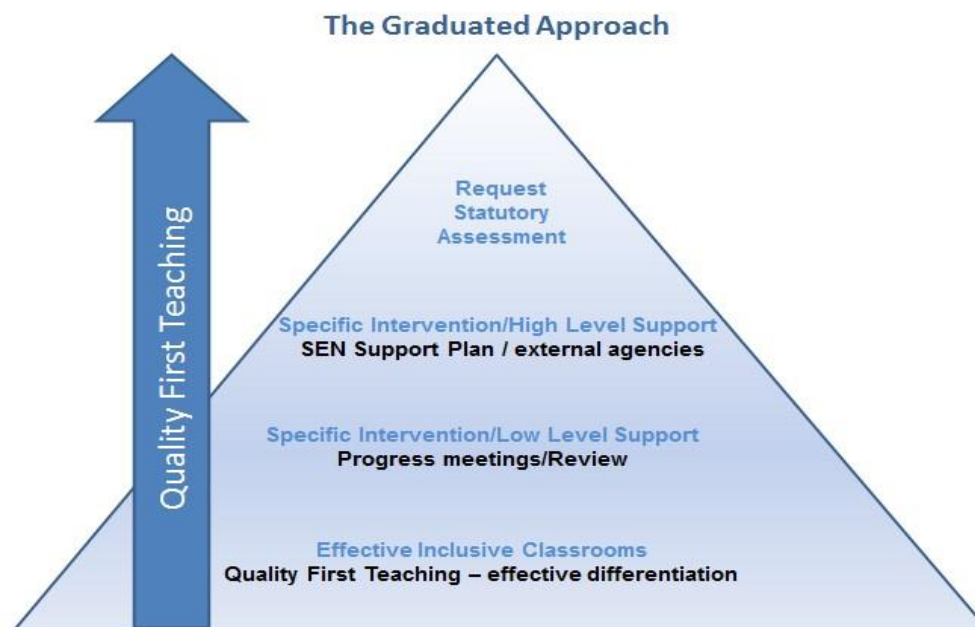 The Graduated Approach
Quality First Teaching
Request
Statutory
Assessment
Specific Intervention/High Level Support
SEN Support Plan / external agencies
Specific Intervention/Low Level Support
Progress meetings/Review
Effective Inclusive Classrooms
Quality First Teaching – effective differentiation